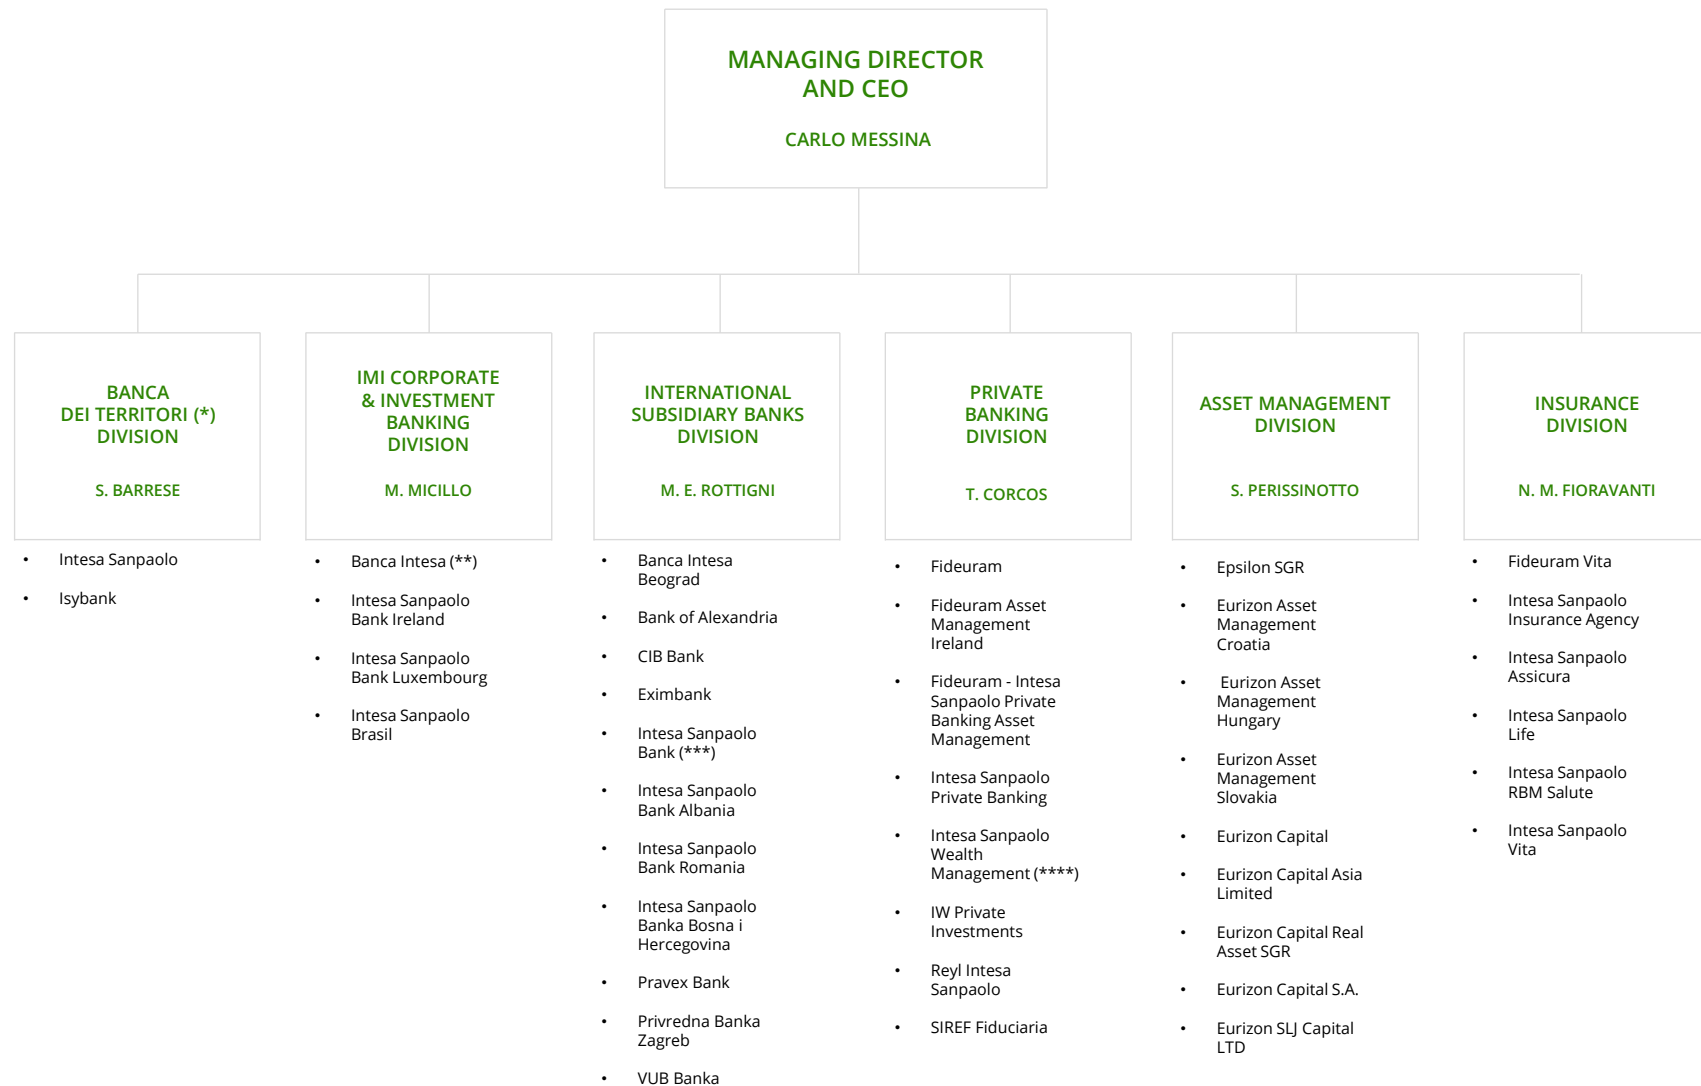 MANAGING DIRECTOR
AND CEO
CARLO MESSINA
BANCA
DEI TERRITORI (*)
DIVISION
S. BARRESE
• Intesa Sanpaolo
• Isybank
IMI CORPORATE
& INVESTMENT
BANKING
DIVISION
M. MICILLO
• Banca Intesa (**)
• Intesa Sanpaolo
Bank Ireland
• Intesa Sanpaolo
Bank Luxembourg
• Intesa Sanpaolo
Brasil
INTERNATIONAL
SUBSIDIARY BANKS
DIVISION
M. E. ROTTIGNI
• Banca Intesa
Beograd
• Bank of Alexandria
• CIB Bank
• Eximbank
• Intesa Sanpaolo
Bank (***)
• Intesa Sanpaolo
Bank Albania
• Intesa Sanpaolo
Bank Romania
• Intesa Sanpaolo
Banka Bosna i
Hercegovina
• Pravex Bank
• Privredna Banka
Zagreb
• VUB Banka
PRIVATE
BANKING
DIVISION
T. CORCOS
• Fideuram
• Fideuram Asset
Management
Ireland
• Fideuram - Intesa
Sanpaolo Private
Banking Asset
Management
• Intesa Sanpaolo
Private Banking
• Intesa Sanpaolo
Wealth
Management (****)
• IW Private
Investments
• Reyl Intesa
Sanpaolo
• SIREF Fiduciaria
ASSET MANAGEMENT
DIVISION
S. PERISSINOTTO
• Epsilon SGR
• Eurizon Asset
Management
Croatia
• Eurizon Asset
Management
Hungary
• Eurizon Asset
Management
Slovakia
• Eurizon Capital
• Eurizon Capital Asia
Limited
• Eurizon Capital Real
Asset SGR
• Eurizon Capital S.A.
• Eurizon SLJ Capital
LTD
INSURANCE
DIVISION
N. M. FIORAVANTI
• Fideuram Vita
• Intesa Sanpaolo
Insurance Agency
• Intesa Sanpaolo
Assicura
• Intesa Sanpaolo
Life
• Intesa Sanpaolo
RBM Salute
• Intesa Sanpaolo
Vita